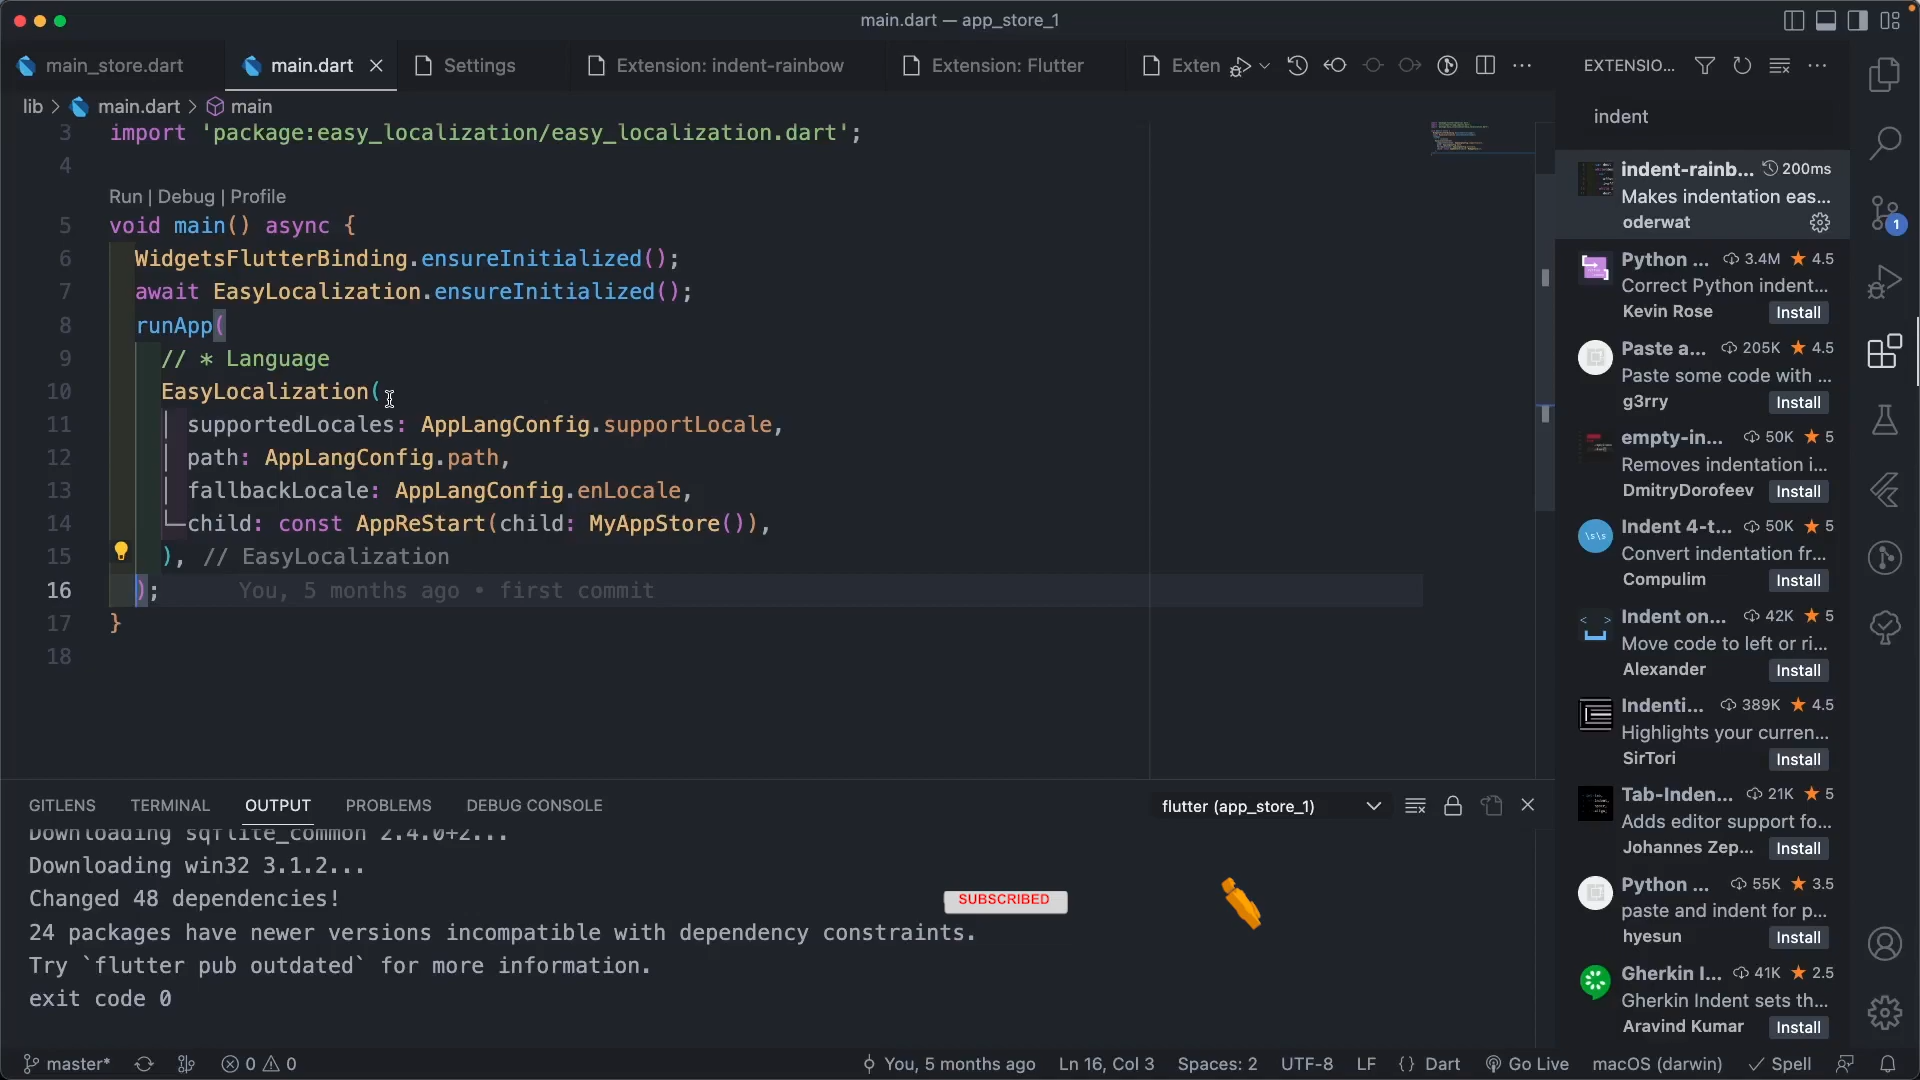 main.dart — app_store_1
main_store.dart
main.dart
Settings
Extension: indent-rainbow
Extension: Flutter
Exten
lib > main.dart > main
3 import 'package:easy_localization/easy_localization.dart';
4
Run | Debug | Profile
5 void main() async {
6 WidgetsFlutterBinding.ensureInitialized();
7 await EasyLocalization.ensureInitialized();
8 runApp(
9 // * Language
10 EasyLocalization(
11 supportedLocales: AppLangConfig.supportLocale,
12 path: AppLangConfig.path,
13 fallbackLocale: AppLangConfig.enLocale,
14 child: const AppReStart(child: MyAppStore()),
15 ), // EasyLocalization
16 ); You, 5 months ago • first commit
17 }
18
EXTENSIO...
indent
indent-rainb... 200ms
Makes indentation eas...
oderwat
Python ... 3.4M 4.5
Correct Python indent...
Kevin Rose Install
Paste a... 205K 4.5
Paste some code with ...
g3rry Install
empty-in... 50K 5
Removes indentation i...
DmitryDorofeev Install
\s\s
Indent 4-t... 50K 5
Convert indentation fr...
Compulim Install
Indent on... 42K 5
Move code to left or ri...
Alexander Install
Indenti... 389K 4.5
Highlights your curren...
SirTori Install
Tab-Inden... 21K 5
Adds editor support fo...
Johannes Zep... Install
Python ... 55K 3.5
paste and indent for p...
hyesun Install
Gherkin I... 41K 2.5
Gherkin Indent sets th...
Aravind Kumar Install
1
GITLENS TERMINAL OUTPUT PROBLEMS DEBUG CONSOLE
flutter (app_store_1)
Downloading sqflite_common 2.4.0+2...
Downloading win32 3.1.2...
Changed 48 dependencies!
24 packages have newer versions incompatible with dependency constraints.
Try `flutter pub outdated` for more information.
exit code 0
SUBSCRIBED
master* 0 0 You, 5 months ago Ln 16, Col 3 Spaces: 2 UTF-8 LF {} Dart Go Live macOS (darwin) Spell